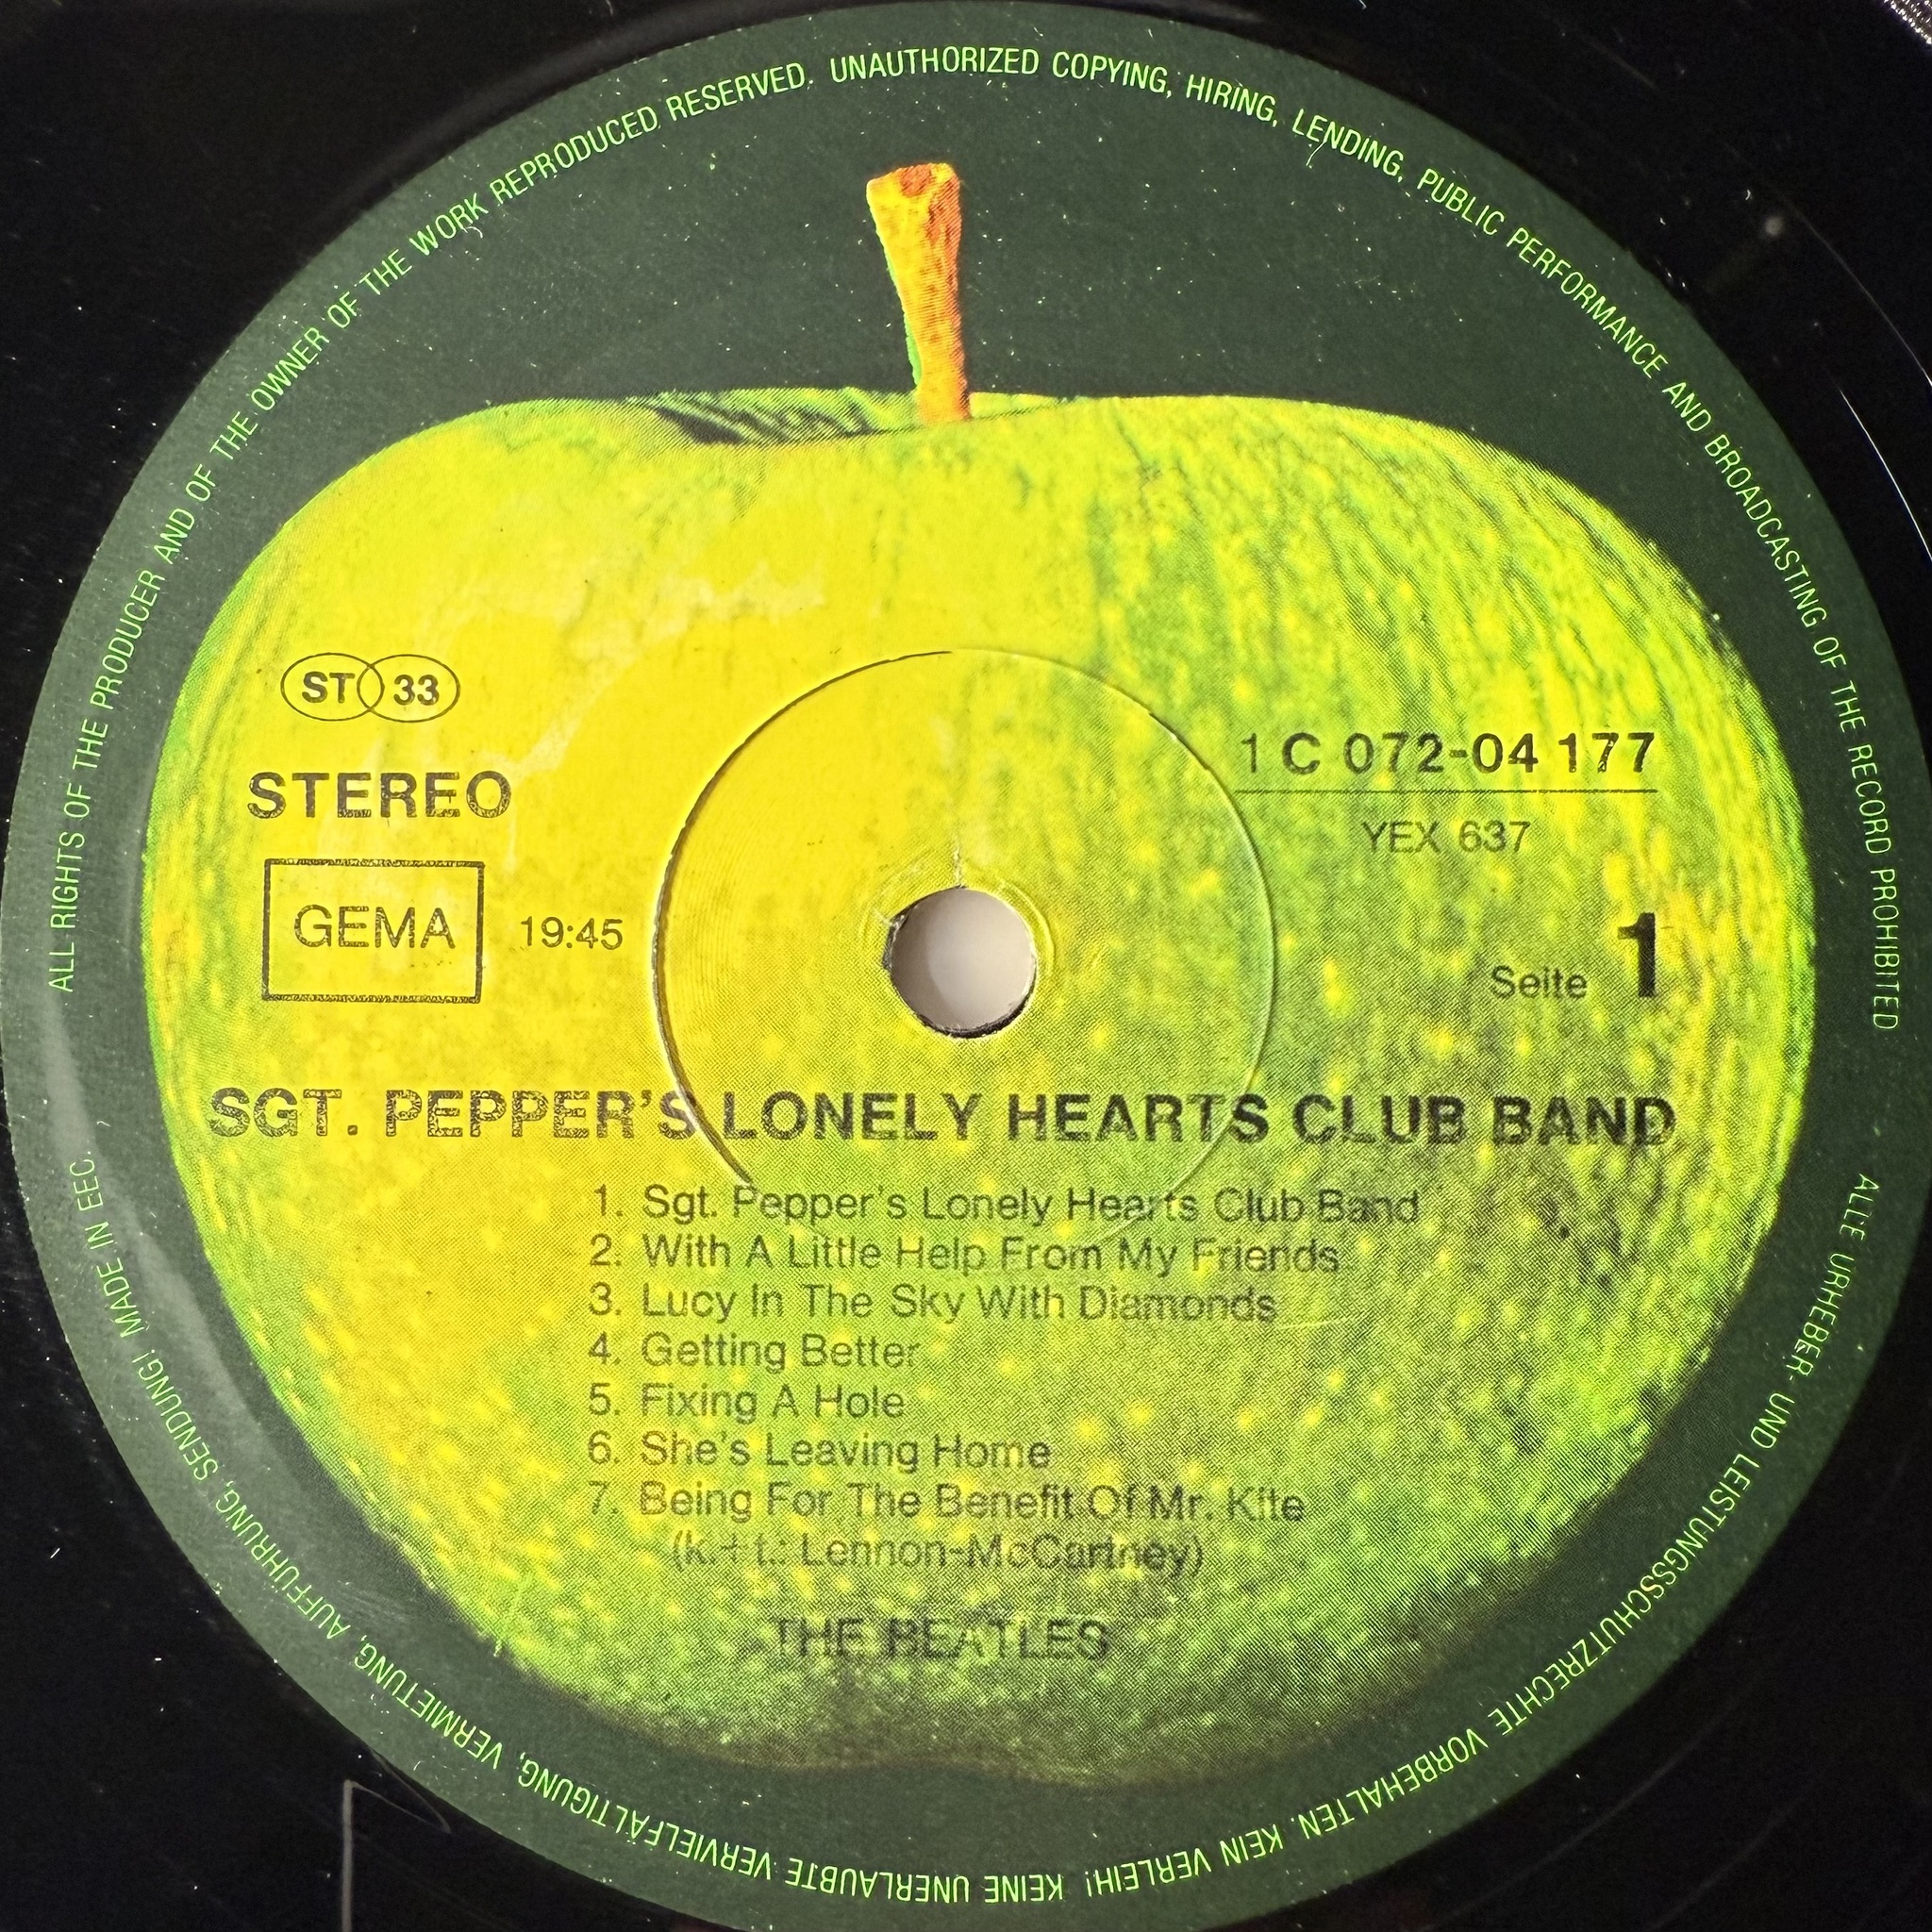 ALL RIGHTS OF THE PRODUCER AND OF THE OWNER OF THE WORK REPRODUCED RESERVED. UNAUTHORIZED COPYING, HIRING, LENDING, PUBLIC PERFORMANCE AND BROADCASTING OF THE RECORD PROHIBITED
ST 33
STEREO
GEMA 19:45
1 C 072-04 177
YEX 637
Seite 1
SGT. PEPPER'S LONELY HEARTS CLUB BAND
1. Sgt. Pepper's Lonely Hearts Club Band
2. With A Little Help From My Friends
3. Lucy In The Sky With Diamonds
4. Getting Better
5. Fixing A Hole
6. She's Leaving Home
7. Being For The Benefit Of Mr. Kite
(k.+t.: Lennon-McCartney)
THE BEATLES
ALLE URHEBER- UND LEISTUNGSSCHUTZRECHTE VORBEHALTEN. KEIN VERLEIH! KEINE UNERLAUBTE VERVIELFÄLTIGUNG, VERMIETUNG, AUFFÜHRUNG, SENDUNG! MADE IN EEC.